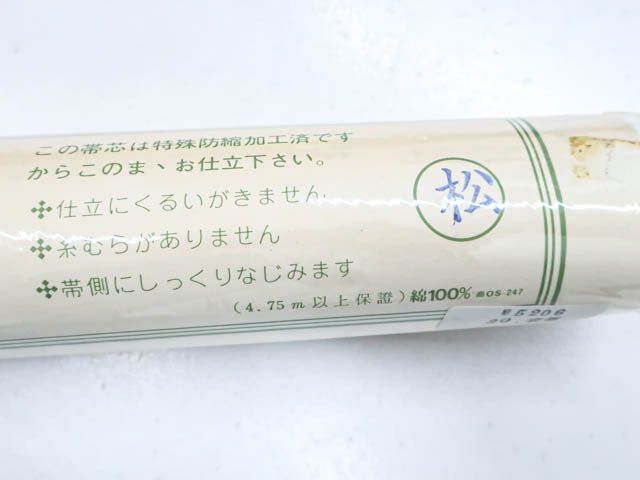 この帯芯は特殊防縮加工済です
からこのまゝお仕立下さい。
松
仕立にくるいがきません
糸むらがありません
帯側にしっくりなじみます
(4.75m以上保證)綿100% OS-247